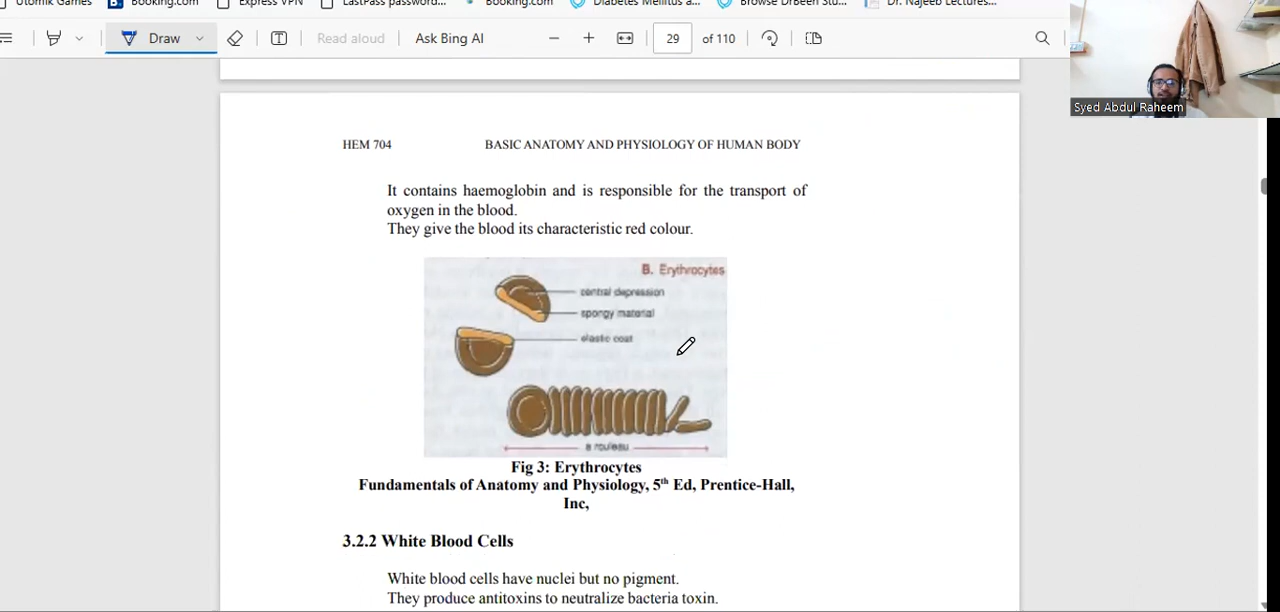 Utomik Games
Booking.com
Express VPN
LastPass password...
Booking.com
Diabetes Mellitus a...
Browse DrBeen Stu...
Dr. Najeeb Lectures...
Draw
Read aloud
Ask Bing AI
29
of 110
Syed Abdul Raheem
HEM 704 BASIC ANATOMY AND PHYSIOLOGY OF HUMAN BODY
It contains haemoglobin and is responsible for the transport of
oxygen in the blood.
They give the blood its characteristic red colour.
B. Erythrocytes
central depression
spongy material
elastic coat
a rouleau
Fig 3: Erythrocytes
Fundamentals of Anatomy and Physiology, 5th Ed, Prentice-Hall,
Inc,
3.2.2 White Blood Cells
White blood cells have nuclei but no pigment.
They produce antitoxins to neutralize bacteria toxin.